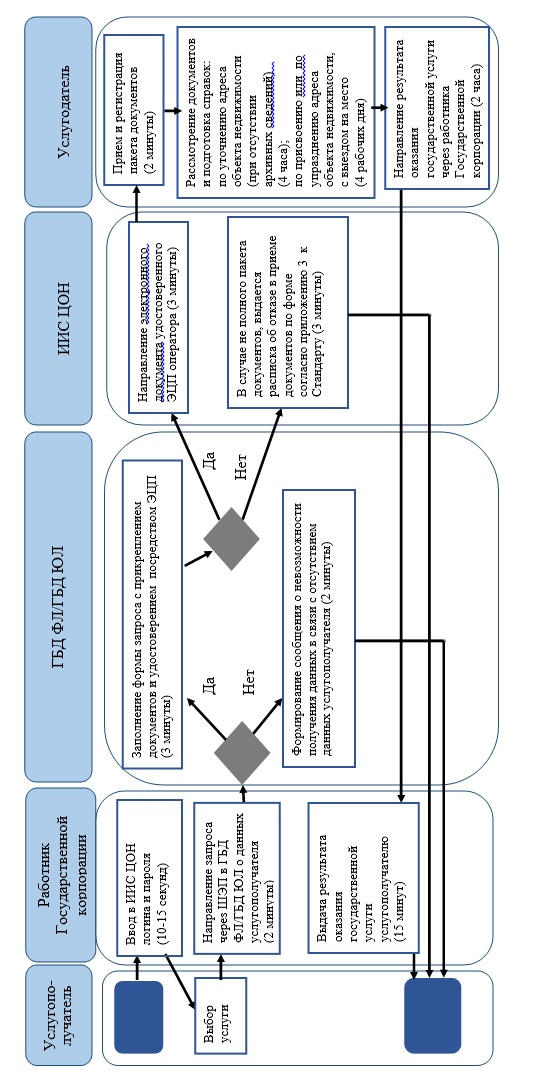 Услугопо-
лучатель
Работник
Государственной
корпорации
ГБД ФЛ/ГБД ЮЛ
ИИС ЦОН
Услугодатель
Ввод в ИИС ЦОН
логина и пароля
(10-15 секунд)
Выбор
услуги
Направление запроса
через ШЭП в ГБД
ФЛ/ГБД ЮЛ о данных
услугополучателя
(2 минуты)
Выдача результата
оказания
государственной
услуги
услугополучателю
(15 минут)
Заполнение формы запроса с прикреплением
документов и удостоверением посредством ЭЦП
(3 минуты)
Да
Нет
Формирование сообщения о невозможности
получения данных в связи с отсутствием
данных услугополучателя (2 минуты)
Да
Нет
Направление электронного
документа удостоверенного
ЭЦП оператора (3 минуты)
В случае не полного пакета
документов, выдается
расписка об отказе в приеме
документов по форме
согласно приложению 3 к
Стандарту (3 минуты)
Прием и регистрация
пакета документов
(2 минуты)
Рассмотрение документов
и подготовка справок:
по уточнению адреса
объекта недвижимости
(при отсутствии
архивных сведений)
(4 часа);
по присвоению или по
упразднению адреса
объекта недвижимости,
с выездом на место
(4 рабочих дня)
Направление результата
оказания
государственной услуги
через работника
Государственной
корпорации (2 часа)